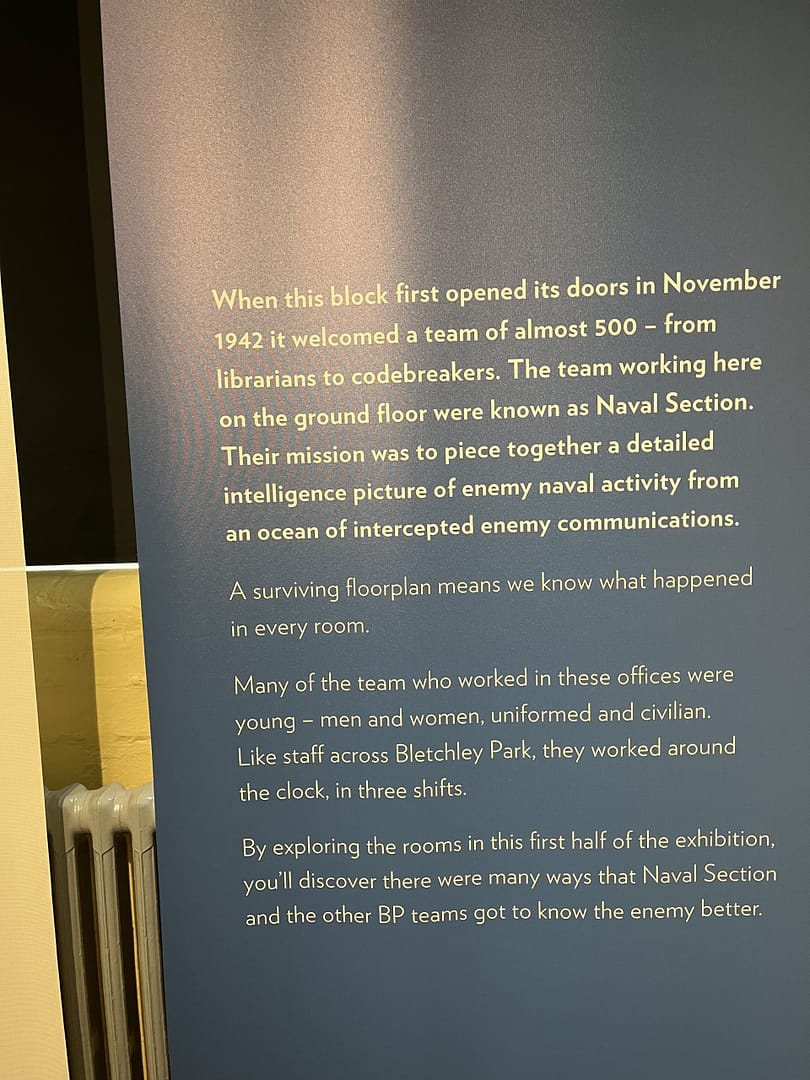 When this block first opened its doors in November
1942 it welcomed a team of almost 500 – from
librarians to codebreakers. The team working here
on the ground floor were known as Naval Section.
Their mission was to piece together a detailed
intelligence picture of enemy naval activity from
an ocean of intercepted enemy communications.
A surviving floorplan means we know what happened
in every room.
Many of the team who worked in these offices were
young – men and women, uniformed and civilian.
Like staff across Bletchley Park, they worked around
the clock, in three shifts.
By exploring the rooms in this first half of the exhibition,
you’ll discover there were many ways that Naval Section
and the other BP teams got to know the enemy better.